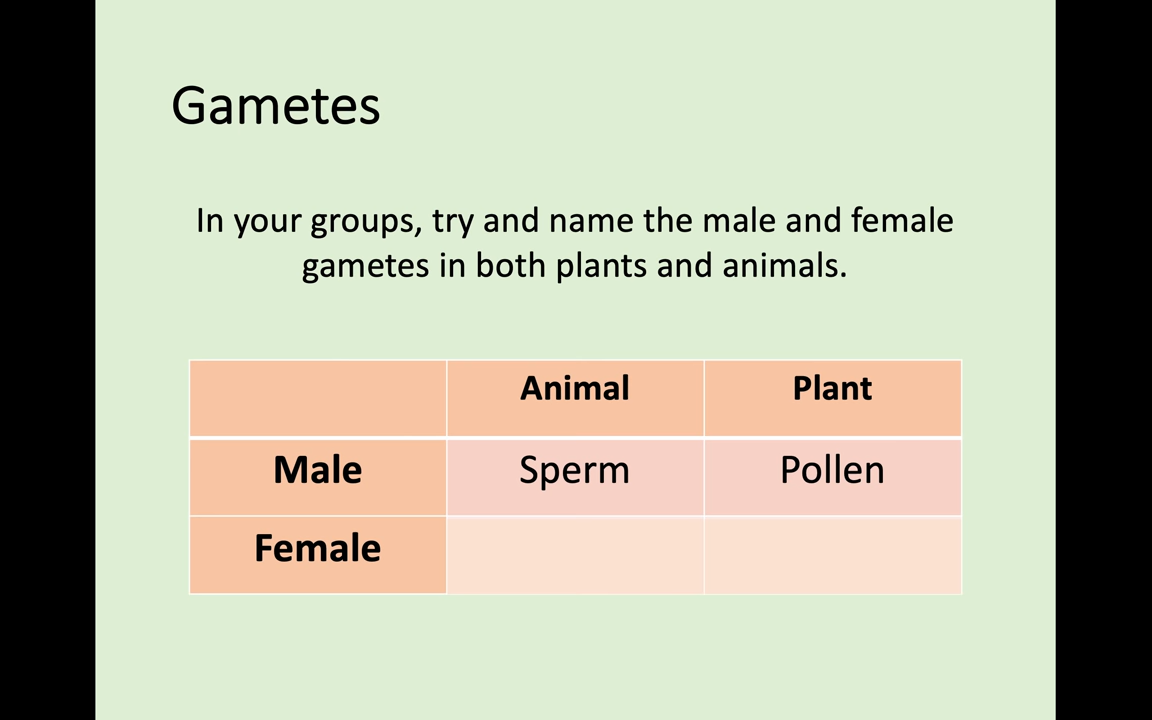 Gametes
In your groups, try and name the male and female
gametes in both plants and animals.
Animal Plant
Male Sperm Pollen
Female